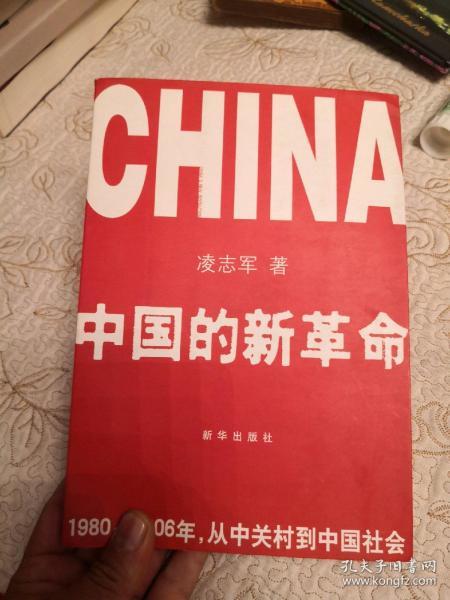 CHINA
凌志军 著
中国的新革命
新华出版社
1980 06年,从中关村到中国社会
孔夫子旧书网
www.kongfz.com